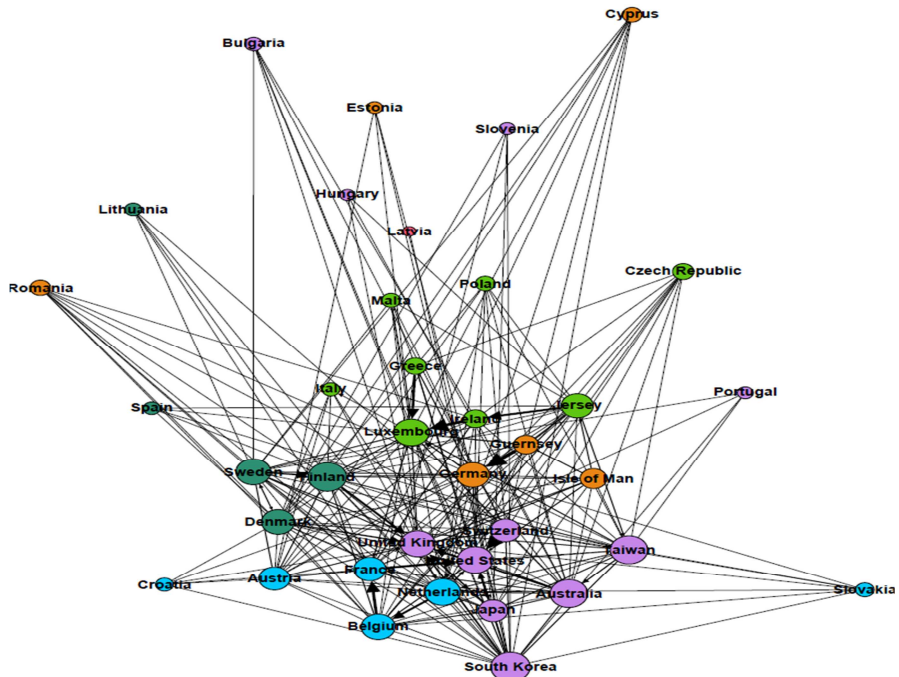 Cyprus
Bulgaria
Estonia
Slovenia
Hungary
Lithuania
Latvia
Czech Republic
Romania
Poland
Malta
Greece
Italy
Portugal
Spain
Jersey
Ireland
Luxembourg
Guernsey
Sweden
Finland
Germany
Isle of Man
Denmark
Switzerland
United Kingdom
Taiwan
United States
France
Austria
Croatia
Netherlands
Australia
Slovakia
Japan
Belgium
South Korea